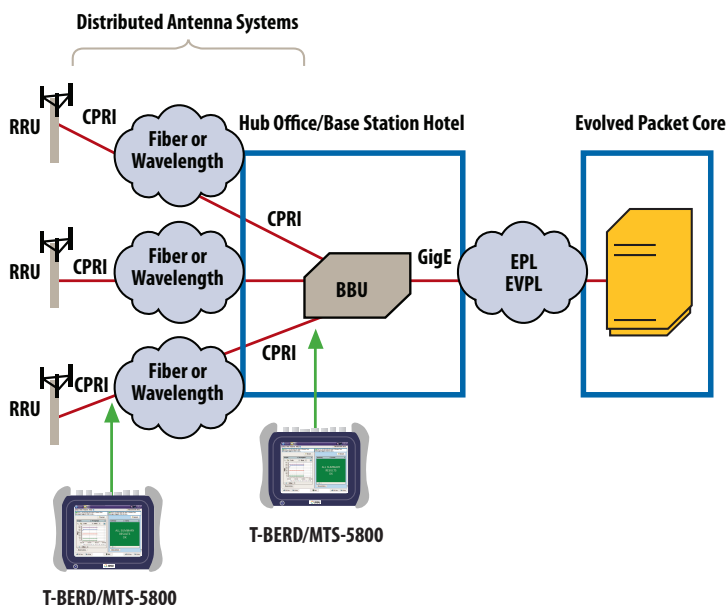 Distributed Antenna Systems
RRU
CPRI
Fiber or
Wavelength
Hub Office/Base Station Hotel
Evolved Packet Core
CPRI
RRU
CPRI
Fiber or
Wavelength
BBU
GigE
EPL
EVPL
CPRI
RRU
CPRI
Fiber or
Wavelength
T-BERD/MTS-5800
T-BERD/MTS-5800